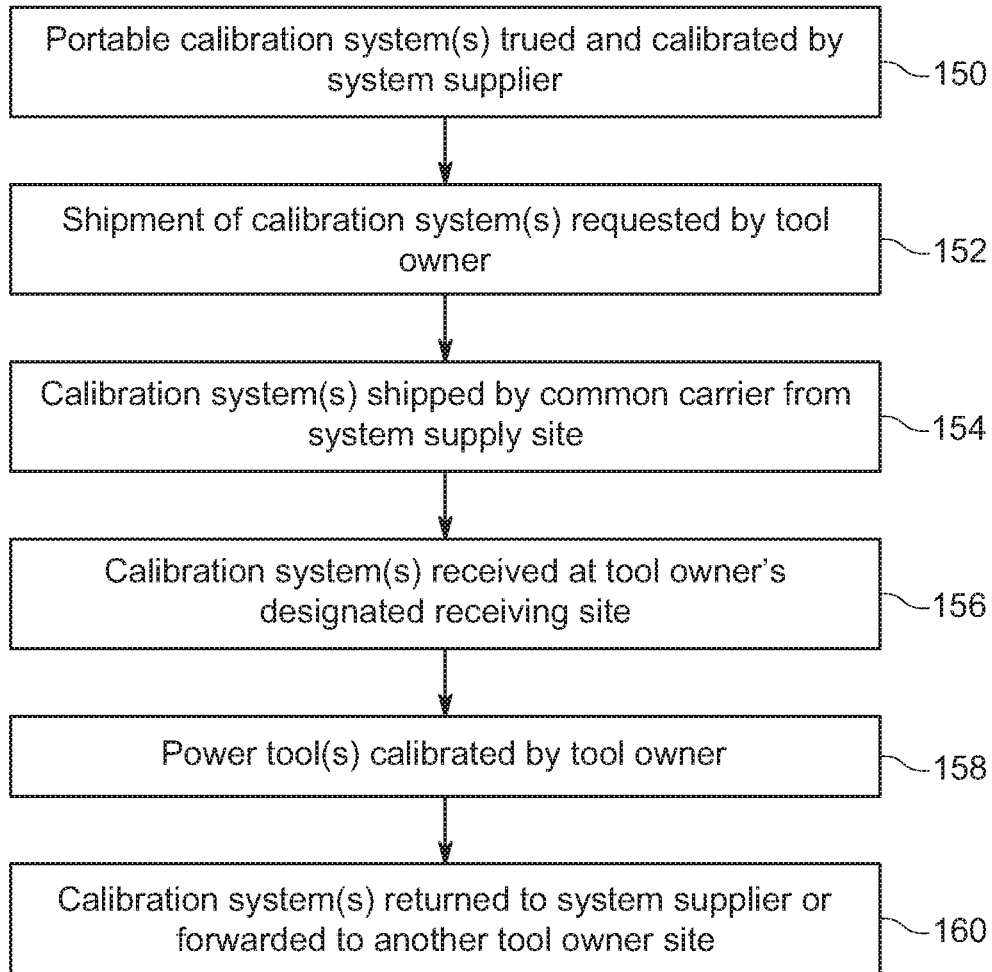 Portable calibration system(s) trued and calibrated by
system supplier
150
Shipment of calibration system(s) requested by tool
owner
152
Calibration system(s) shipped by common carrier from
system supply site
154
Calibration system(s) received at tool owner's
designated receiving site
156
Power tool(s) calibrated by tool owner
158
Calibration system(s) returned to system supplier or
forwarded to another tool owner site
160